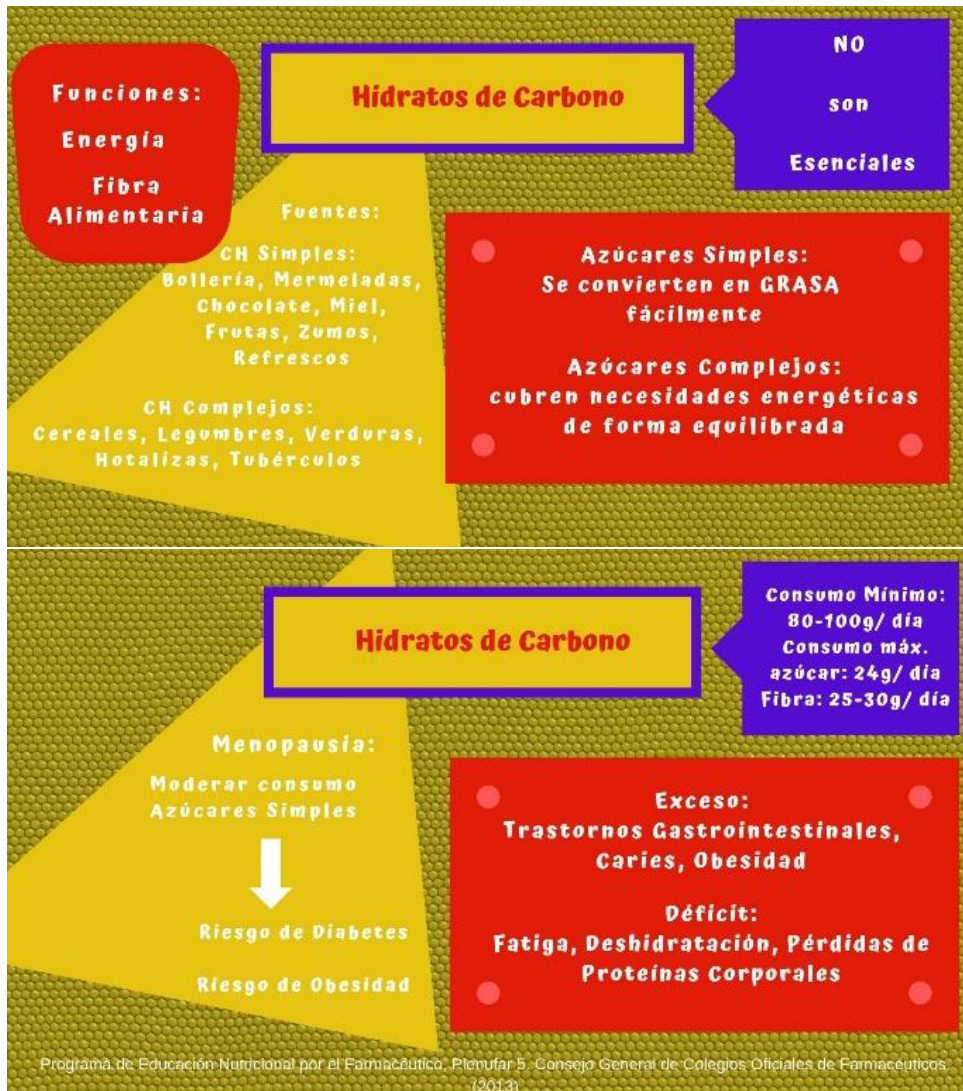 Funciones:
Energía
Fibra
Alimentaria
Hidratos de Carbono
NO
son
Esenciales
Fuentes:
CH Simples:
Bollería, Mermeladas,
Chocolate, Miel,
Frutas, Zumos,
Refrescos
CH Complejos:
Cereales, Legumbres, Verduras,
Hotalizas, Tubérculos
Azúcares Simples:
Se convierten en GRASA
fácilmente
Azúcares Complejos:
cubren necesidades energéticas
de forma equilibrada
Hidratos de Carbono
Consumo Mínimo:
80-100g/ día
Consumo máx.
azúcar: 24g/ día
Fibra: 25-30g/ día
Menopausia:
Moderar consumo
Azúcares Simples
Riesgo de Diabetes
Riesgo de Obesidad
Exceso:
Trastornos Gastrointestinales,
Caries, Obesidad
Déficit:
Fatiga, Deshidratación, Pérdidas de
Proteínas Corporales
Programa de Educación Nutricional por el Farmacéutico, Plenufar 5. Consejo General de Colegios Oficiales de Farmacéuticos.
(2013)